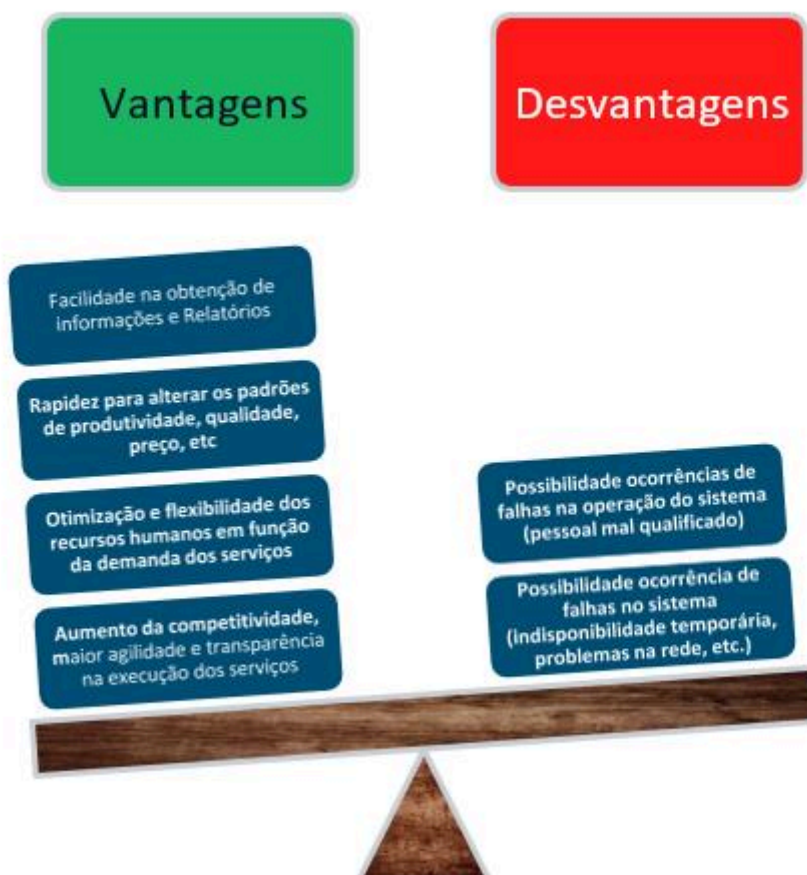 Vantagens
Desvantagens
Facilidade na obtenção de
informações e Relatórios
Rapidez para alterar os padrões
de produtividade, qualidade,
preço, etc
Otimização e flexibilidade dos
recursos humanos em função
da demanda dos serviços
Aumento da competitividade,
maior agilidade e transparência
na execução dos serviços
Possibilidade ocorrências de
falhas na operação do sistema
(pessoal mal qualificado)
Possibilidade ocorrência de
falhas no sistema
(indisponibilidade temporária,
problemas na rede, etc.)